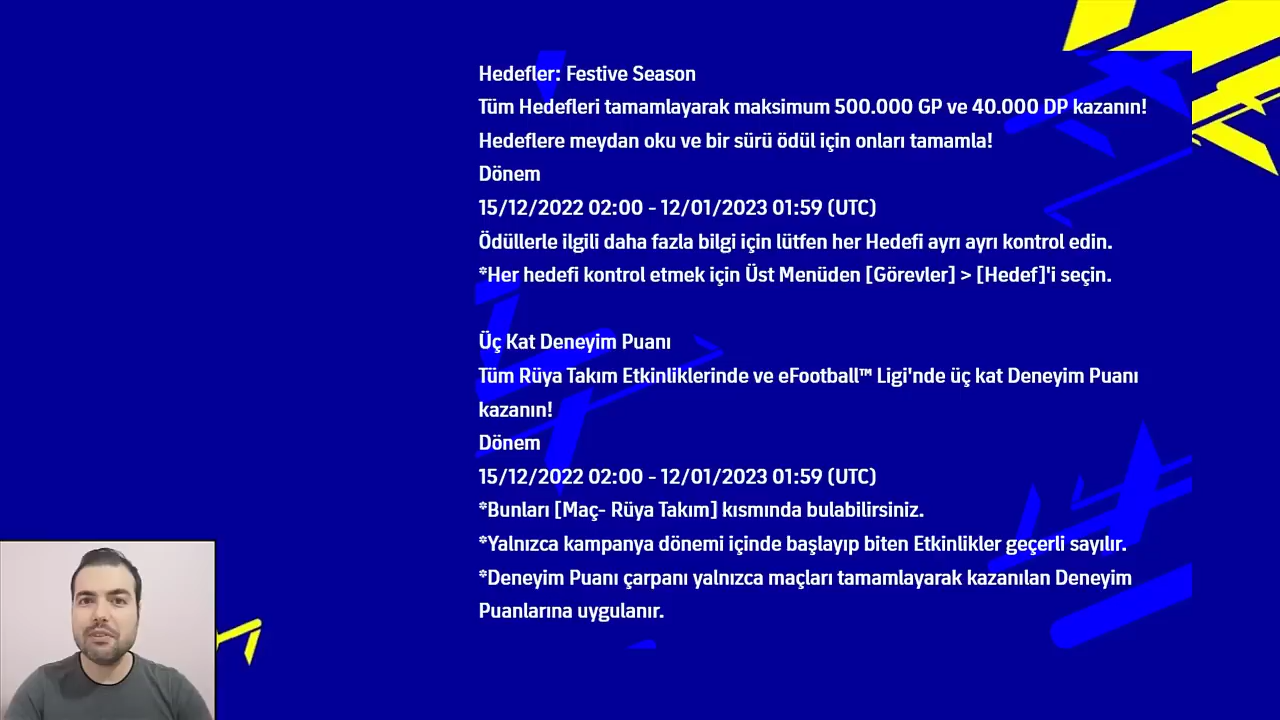 Hedefler: Festive Season
Tüm Hedefleri tamamlayarak maksimum 500.000 GP ve 40.000 DP kazanın!
Hedeflere meydan oku ve bir sürü ödül için onları tamamla!
Dönem
15/12/2022 02:00 - 12/01/2023 01:59 (UTC)
Ödüllerle ilgili daha fazla bilgi için lütfen her Hedefi ayrı ayrı kontrol edin.
*Her hedefi kontrol etmek için Üst Menüden [Görevler] > [Hedef]'i seçin.
Üç Kat Deneyim Puanı
Tüm Rüya Takım Etkinliklerinde ve eFootball™ Ligi'nde üç kat Deneyim Puanı
kazanın!
Dönem
15/12/2022 02:00 - 12/01/2023 01:59 (UTC)
*Bunları [Maç- Rüya Takım] kısmında bulabilirsiniz.
*Yalnızca kampanya dönemi içinde başlayıp biten Etkinlikler geçerli sayılır.
*Deneyim Puanı çarpanı yalnızca maçları tamamlayarak kazanılan Deneyim
Puanlarına uygulanır.